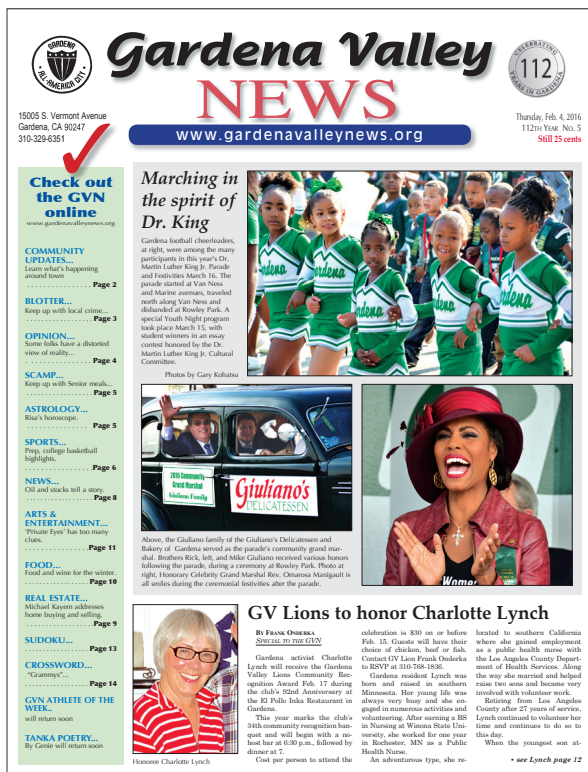 GARDENA
ALL-AMERICA CITY
Gardena Valley
NEWS
CELEBRATING
112
YEARS IN GARDENA
15005 S. Vermont Avenue
Gardena, CA 90247
310-329-6351
www.gardenavalleynews.org
Thursday, Feb. 4, 2016
112TH YEAR NO. 5
Still 25 cents
Check out
the GVN
online
www.gardenavalleynews.org
COMMUNITY
UPDATES...
Learn what's happening
around town
Page 2
BLOTTER...
Keep up with local crime...
Page 3
OPINION...
Some folks have a distorted
view of reality...
Page 4
SCAMP...
Keep up with Senior meals...
Page 5
ASTROLOGY...
Risa's horoscope.
Page 5
SPORTS...
Prep, college basketball
highlights.
Page 6
NEWS...
Oil and stocks tell a story.
Page 8
ARTS &
ENTERTAINMENT...
'Private Eyes' has too many
clues.
Page 11
FOOD...
Food and wine for the winter.
Page 10
REAL ESTATE...
Michael Kayem addresses
home buying and selling.
Page 9
SUDOKU...
Page 13
CROSSWORD...
"Grammys"...
Page 14
GVN ATHLETE OF THE
WEEK..
will return soon
TANKA POETRY...
By Genie will return soon
Marching in
the spirit of
Dr. King
Gardena football cheerleaders,
at right, were among the many
participants in this year's Dr.
Martin Luther King Jr. Parade
and Festivities March 16. The
parade started at Van Ness
and Marine avenues, traveled
north along Van Ness and
disbanded at Rowley Park. A
special Youth Night program
took place March 15, with
student winners in an essay
contest honored by the Dr.
Martin Luther King Jr. Cultural
Committee.
Photos by Gary Kohatsu
Gardena
Gardena
ardena
2016 Community
Grand Marshal
Giuliano Family
Giuliano's
DELICATESSEN
Women
Above, the Giuliano family of the Giuliano's Delicatessen and
Bakery of Gardena served as the parade's community grand mar-
shal. Brothers Rick, left, and Mike Giuliano received various honors
following the parade, during a ceremony at Rowley Park. Photo at
right, Honorary Celebrity Grand Marshal Rev. Omarosa Manigault is
all smiles during the ceremonial festivities after the parade.
Honoree Charlotte Lynch
GV Lions to honor Charlotte Lynch
BY FRANK ONDERKA
SPECIAL TO THE GVN
Gardena activist Charlotte
Lynch will receive the Gardena
Valley Lions Community Rec-
ognition Award Feb. 17 during
the club's 92nd Anniversary at
the El Pollo Inka Restaurant in
Gardena.
This year marks the club's
34th community recognition ban-
quet and will begin with a no-
host bar at 6:30 p.m., followed by
dinner at 7.
Cost per person to attend the
celebration is $30 on or before
Feb. 15. Guests will have their
choice of chicken, beef or fish.
Contact GV Lion Frank Onderka
to RSVP at 310-768-1836.
Gardena resident Lynch was
born and raised in southern
Minnesota. Her young life was
always very busy and she en-
gaged in numerous activities and
volunteering. After earning a BS
in Nursing at Winona State Uni-
versity, she worked for one year
in Rochester, MN as a Public
Health Nurse.
An adventurous type, she re-
located to southern California
where she gained employment
as a public health nurse with
the Los Angeles County Depart-
ment of Health Services. Along
the way she married and helped
raise two sons and became very
involved with volunteer work.
Retiring from Los Angeles
County after 27 years of service,
Lynch continued to volunteer her
time and continues to do so to
this day.
When the youngest son at-
• see Lynch page 12